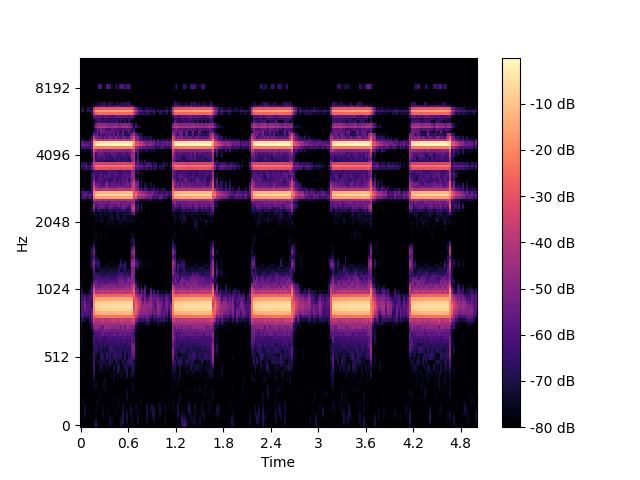 8192
4096
2048
1024
512
0
Hz
0 0.6 1.2 1.8 2.4 3 3.6 4.2 4.8
Time
-10 dB
-20 dB
-30 dB
-40 dB
-50 dB
-60 dB
-70 dB
-80 dB